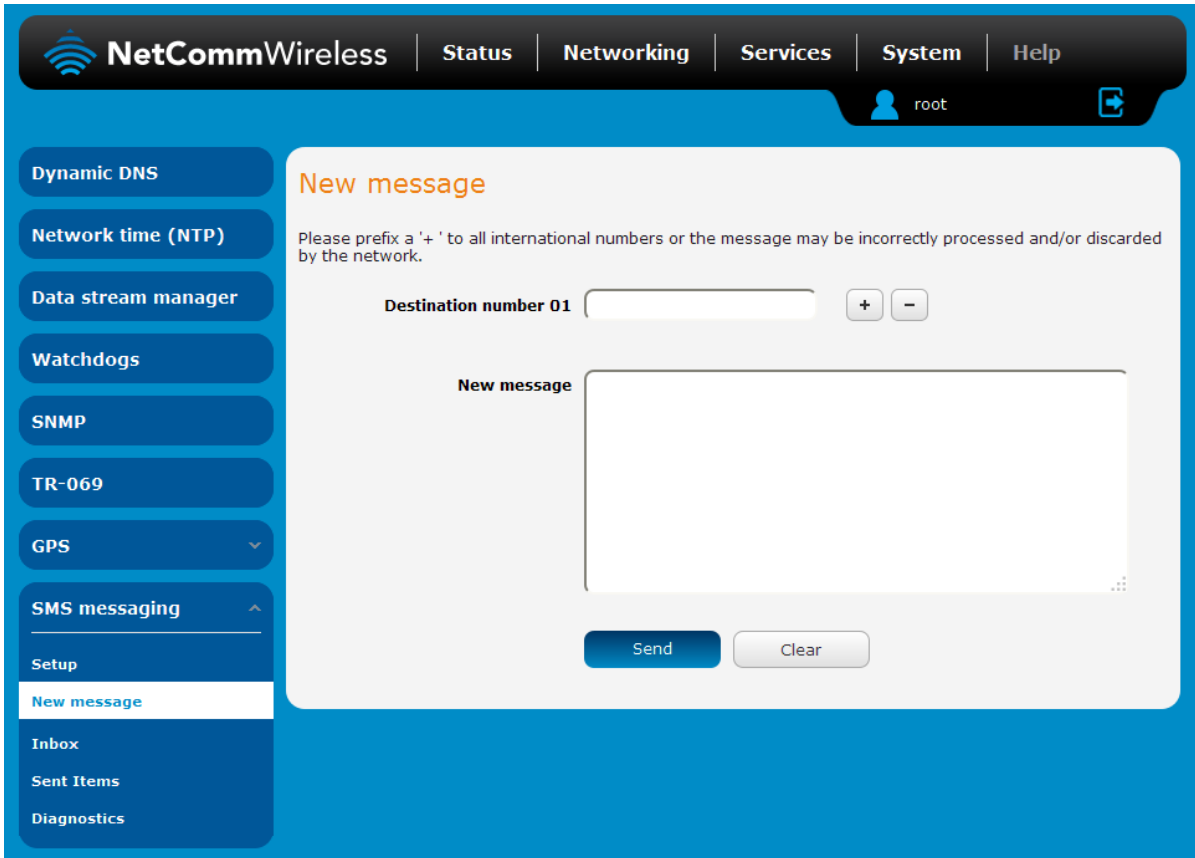 NetCommWireless
Status
Networking
Services
System
Help
root
Dynamic DNS
Network time (NTP)
Data stream manager
Watchdogs
SNMP
TR-069
GPS
SMS messaging
Setup
New message
Inbox
Sent Items
Diagnostics
New message
Please prefix a '+ ' to all international numbers or the message may be incorrectly processed and/or discarded
by the network.
Destination number 01
+
-
New message
Send
Clear